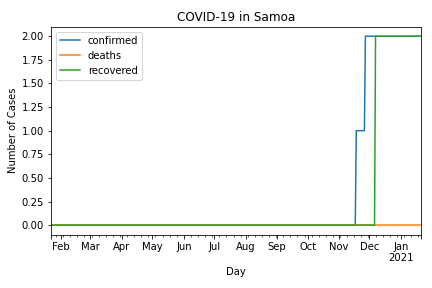 COVID-19 in Samoa
confirmed
deaths
recovered
Number of Cases
2.00
1.75
1.50
1.25
1.00
0.75
0.50
0.25
0.00
Feb Mar Apr May Jun Jul Aug Sep Oct Nov Dec Jan
2021
Day